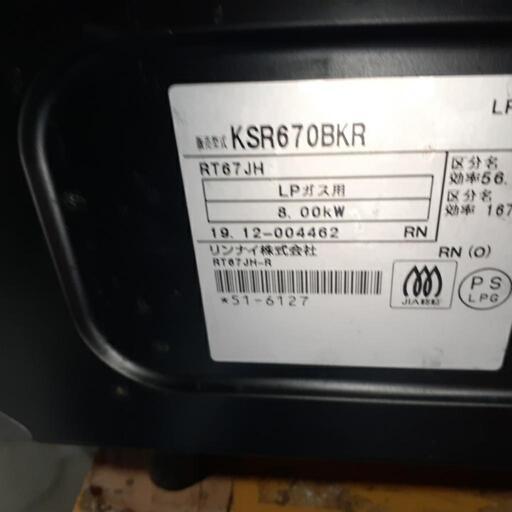 LP
販売型式 KSR670BKR
RT67JH
区分名
効率56.
LPガス用
区分名
8.00kW
効率 167
19.12-004462 RN
リンナイ株式会社
RN(O)
RT67JH-R
*51-6127
JIA認証
PS
LPG